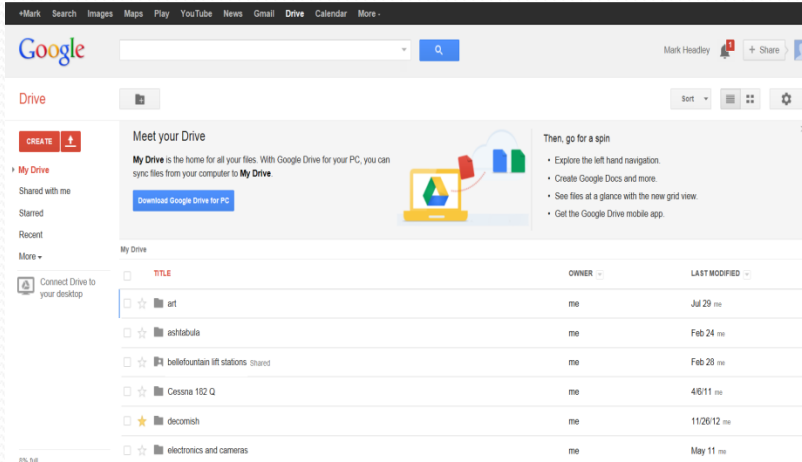 +Mark Search Images Maps Play YouTube News Gmail Drive Calendar More -
Google
Mark Headley 1 + Share
Drive
Sort
CREATE
My Drive
Shared with me
Starred
Recent
More
Connect Drive to
your desktop
Meet your Drive
My Drive is the home for all your files. With Google Drive for your PC, you can
sync files from your computer to My Drive.
Download Google Drive for PC
Then, go for a spin
• Explore the left hand navigation.
• Create Google Docs and more.
• See files at a glance with the new grid view.
• Get the Google Drive mobile app.
My Drive
TITLE OWNER LAST MODIFIED
art me Jul 29 me
ashtabula me Feb 24 me
bellefountain lift stations Shared me Feb 28 me
Cessna 182 Q me 4/6/11 me
decomish me 11/26/12 me
electronics and cameras me May 11 me